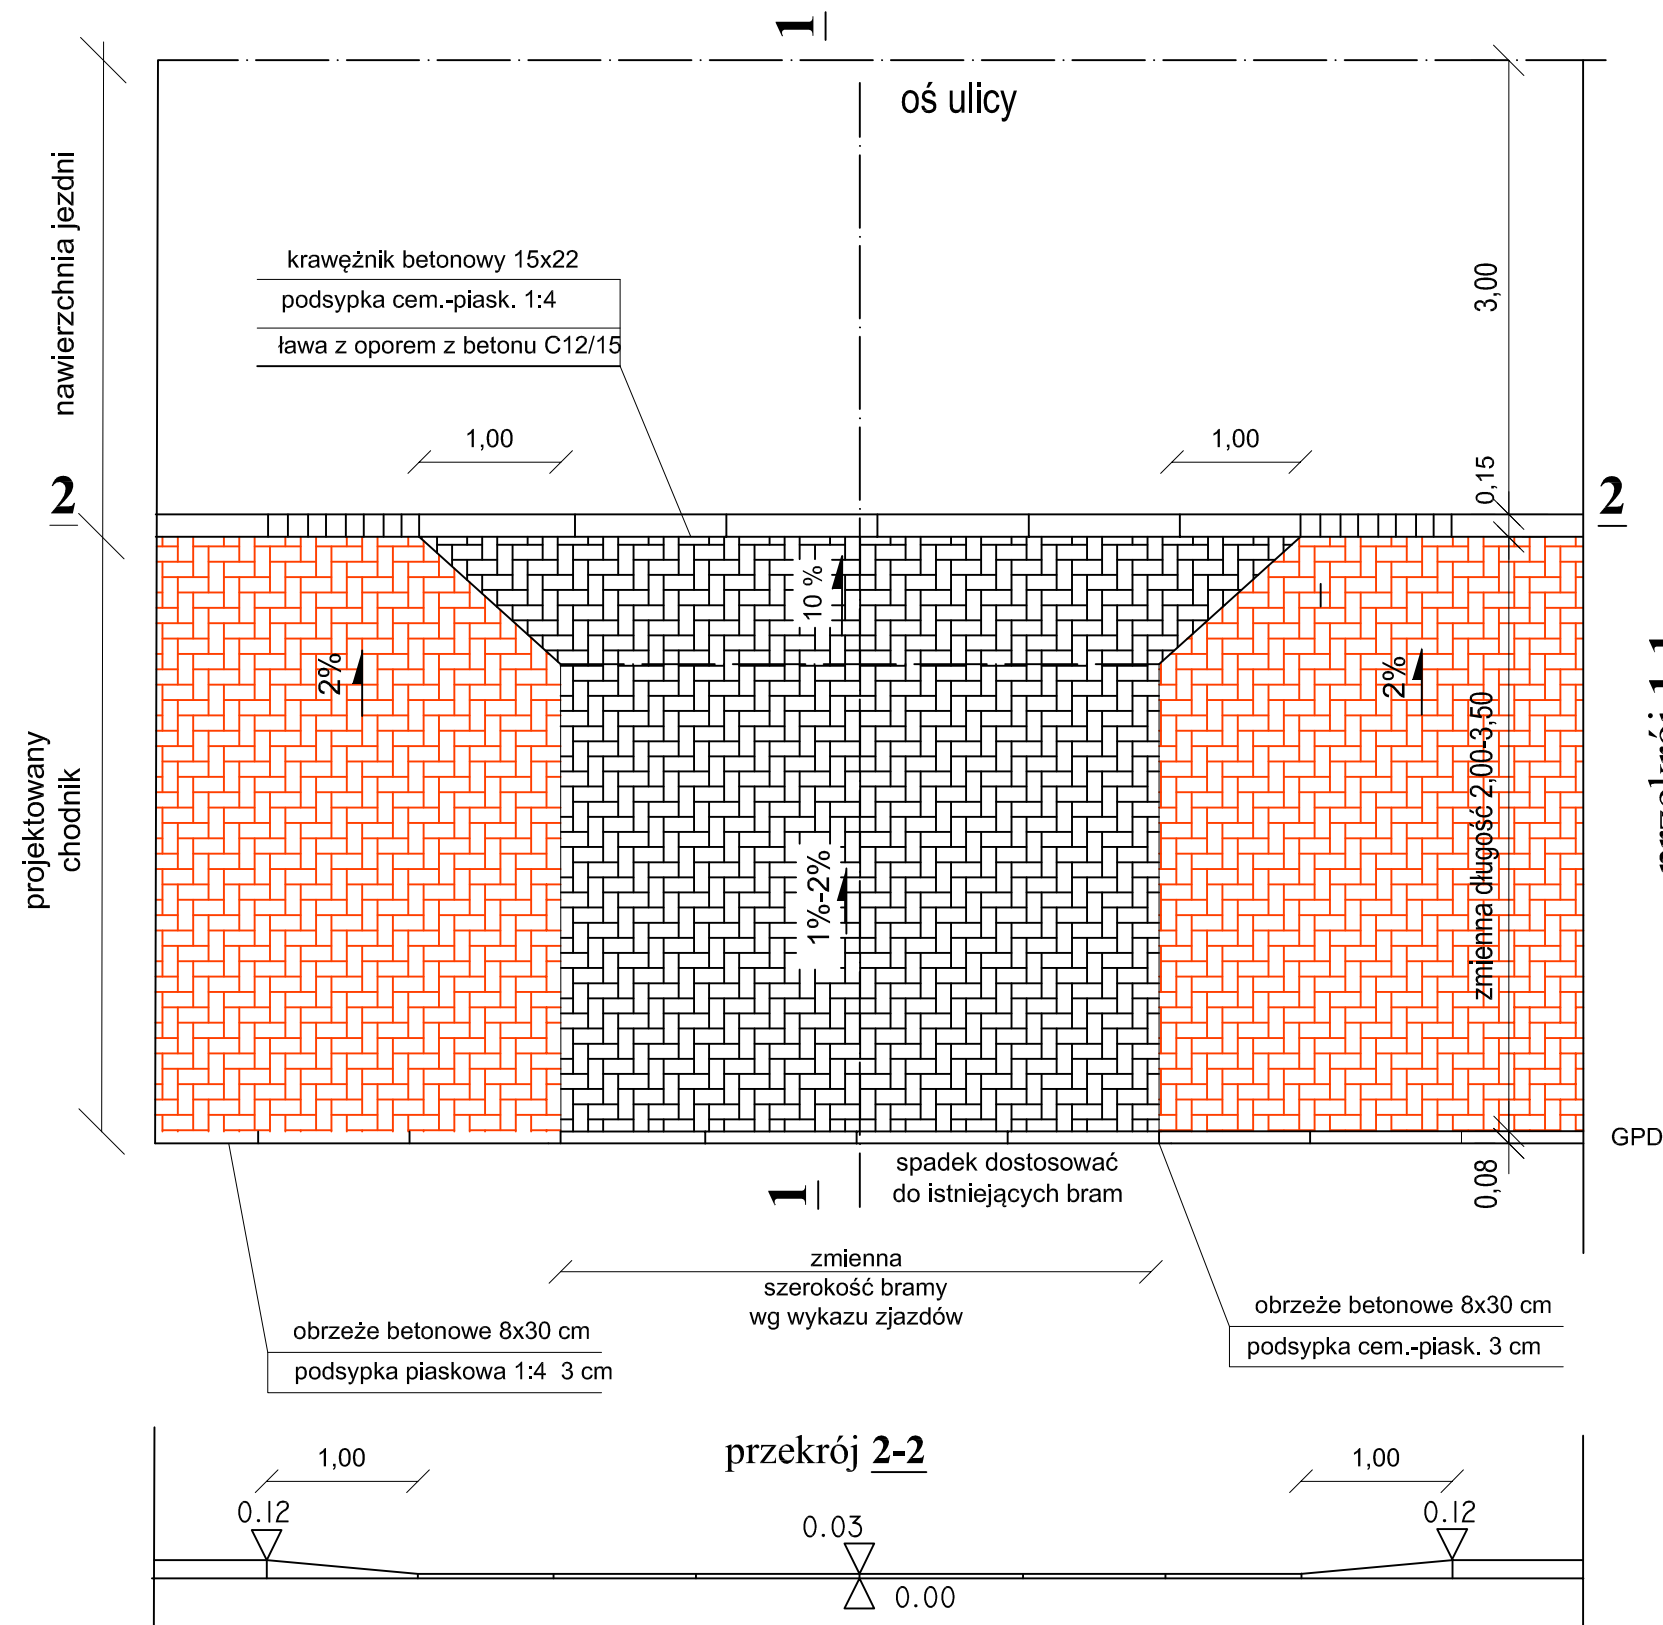 1
oś ulicy
nawierzchnia jezdni
krawężnik betonowy 15x22
podsypka cem.-piask. 1:4
ława z oporem z betonu C12/15
3,00
1,00
1,00
0,15
2
2
10 %
2%
2%
projektowany
chodnik
1%-2%
zmienna długość 2,00-3,50
przekrój 1-1
GPD
0,08
1
spadek dostosować
do istniejących bram
zmienna
szerokość bramy
wg wykazu zjazdów
obrzeże betonowe 8x30 cm
podsypka piaskowa 1:4 3 cm
obrzeże betonowe 8x30 cm
podsypka cem.-piask. 3 cm
przekrój 2-2
1,00
1,00
0.12
0.03
0.12
0.00